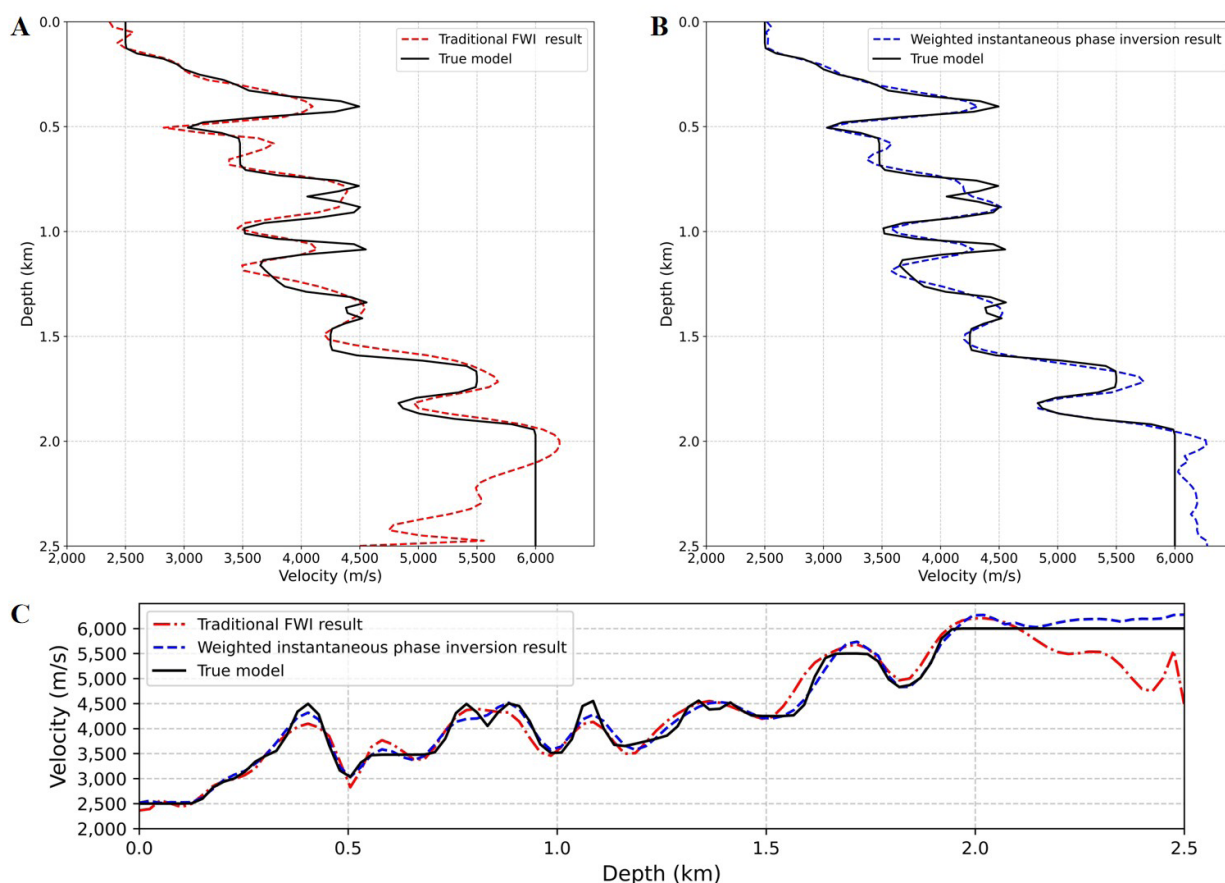 A
0.0
0.5
1.0
1.5
2.0
2.5
Depth (km)
Traditional FWI result
True model
2,000 2,500 3,000 3,500 4,000 4,500 5,000 5,500 6,000
Velocity (m/s)
B
0.0
0.5
1.0
1.5
2.0
2.5
Depth (km)
Weighted instantaneous phase inversion result
True model
2,000 2,500 3,000 3,500 4,000 4,500 5,000 5,500 6,000
Velocity (m/s)
C
6,000
5,500
5,000
4,500
4,000
3,500
3,000
2,500
2,000
Velocity (m/s)
Traditional FWI result
Weighted instantaneous phase inversion result
True model
0.0 0.5 1.0 1.5 2.0 2.5
Depth (km)